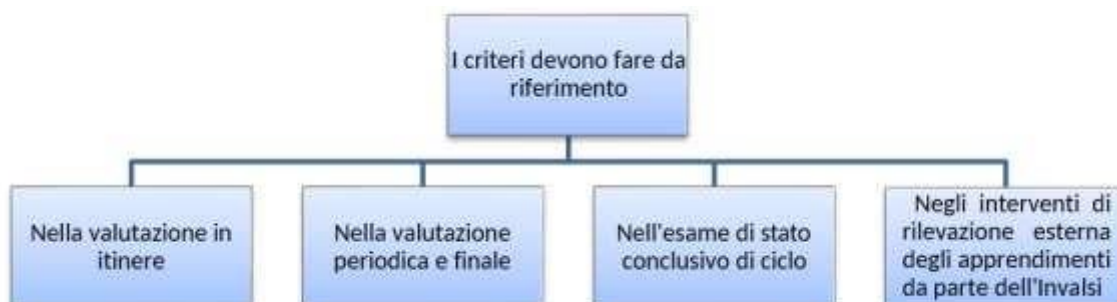 I criteri devono fare da
riferimento
Nella valutazione in
itinere
Nella valutazione
periodica e finale
Nell'esame di stato
conclusivo di ciclo
Negli interventi di
rilevazione esterna
degli apprendimenti
da parte dell'Invalsi